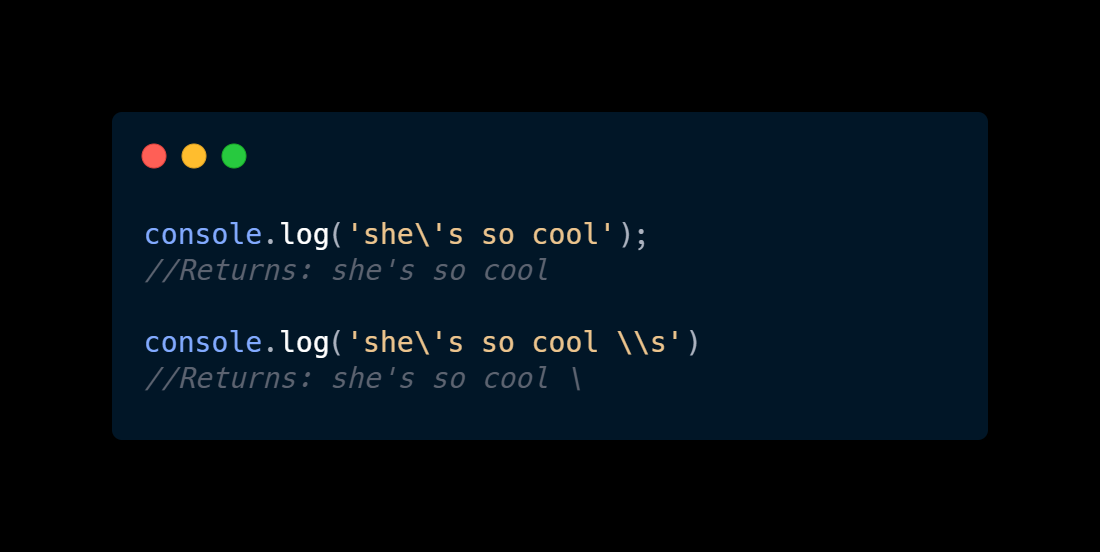 console.log('she\'s so cool');
//Returns: she's so cool
console.log('she\'s so cool \\s')
//Returns: she's so cool \